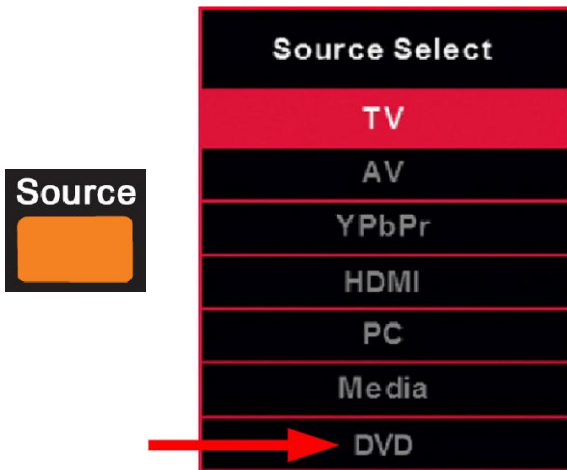 Source
Source Select
TV
AV
YPbPr
HDMI
PC
Media
DVD